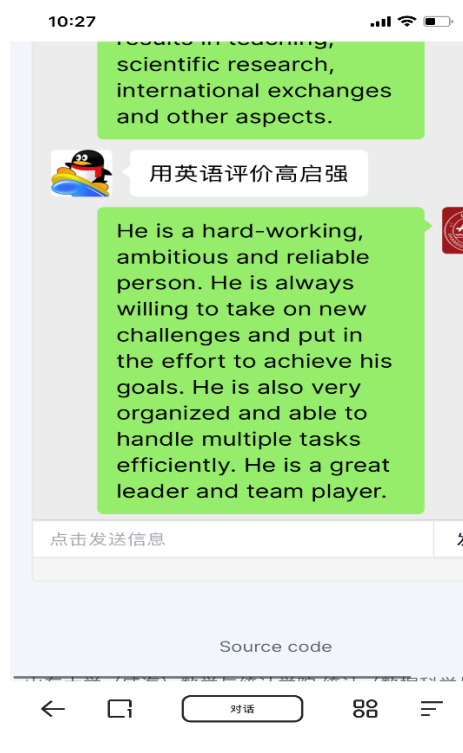 10:27
results in teaching,
scientific research,
international exchanges
and other aspects.
用英语评价高启强
He is a hard-working,
ambitious and reliable
person. He is always
willing to take on new
challenges and put in
the effort to achieve his
goals. He is also very
organized and able to
handle multiple tasks
efficiently. He is a great
leader and team player.
点击发送信息
Source code
对话